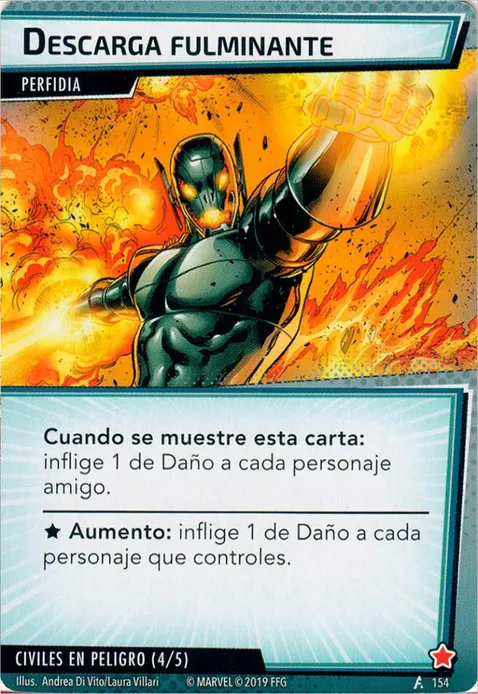 DESCARGA FULMINANTE
PERFIDIA
Cuando se muestre esta carta:
inflige 1 de Daño a cada personaje
amigo.
★ Aumento: inflige 1 de Daño a cada
personaje que controles.
CIVILES EN PELIGRO (4/5)
Illus. Andrea Di Vito/Laura Villari © MARVEL © 2019 FFG 154